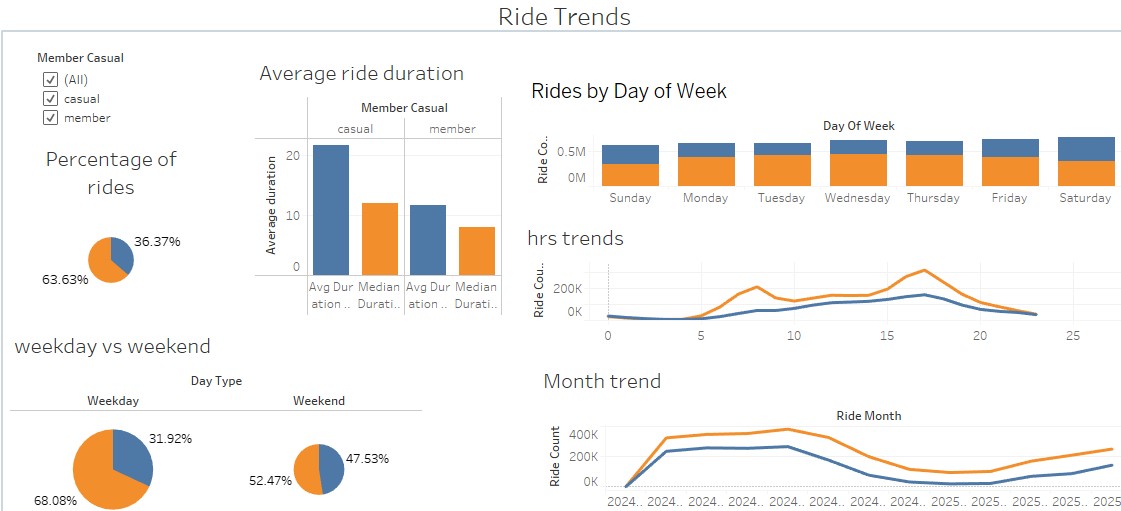 Ride Trends
Member Casual
(All)
casual
member
Percentage of
rides
36.37%
63.63%
Average ride duration
Member Casual
casual member
Average duration
20
10
0
Avg Dur Median Avg Dur Median
ation .. Durati.. ation .. Durati..
Rides by Day of Week
Day Of Week
Ride Co..
0.5M
0M
Sunday Monday Tuesday Wednesday Thursday Friday Saturday
hrs trends
Ride Cou..
200K
0K
0 5 10 15 20 25
weekday vs weekend
Day Type
Weekday Weekend
31.92%
68.08%
47.53%
52.47%
Month trend
Ride Month
Ride Count
400K
200K
0K
2024.. 2024.. 2024.. 2024.. 2024.. 2024.. 2024.. 2025.. 2025.. 2025.. 2025.. 2025.. 2025